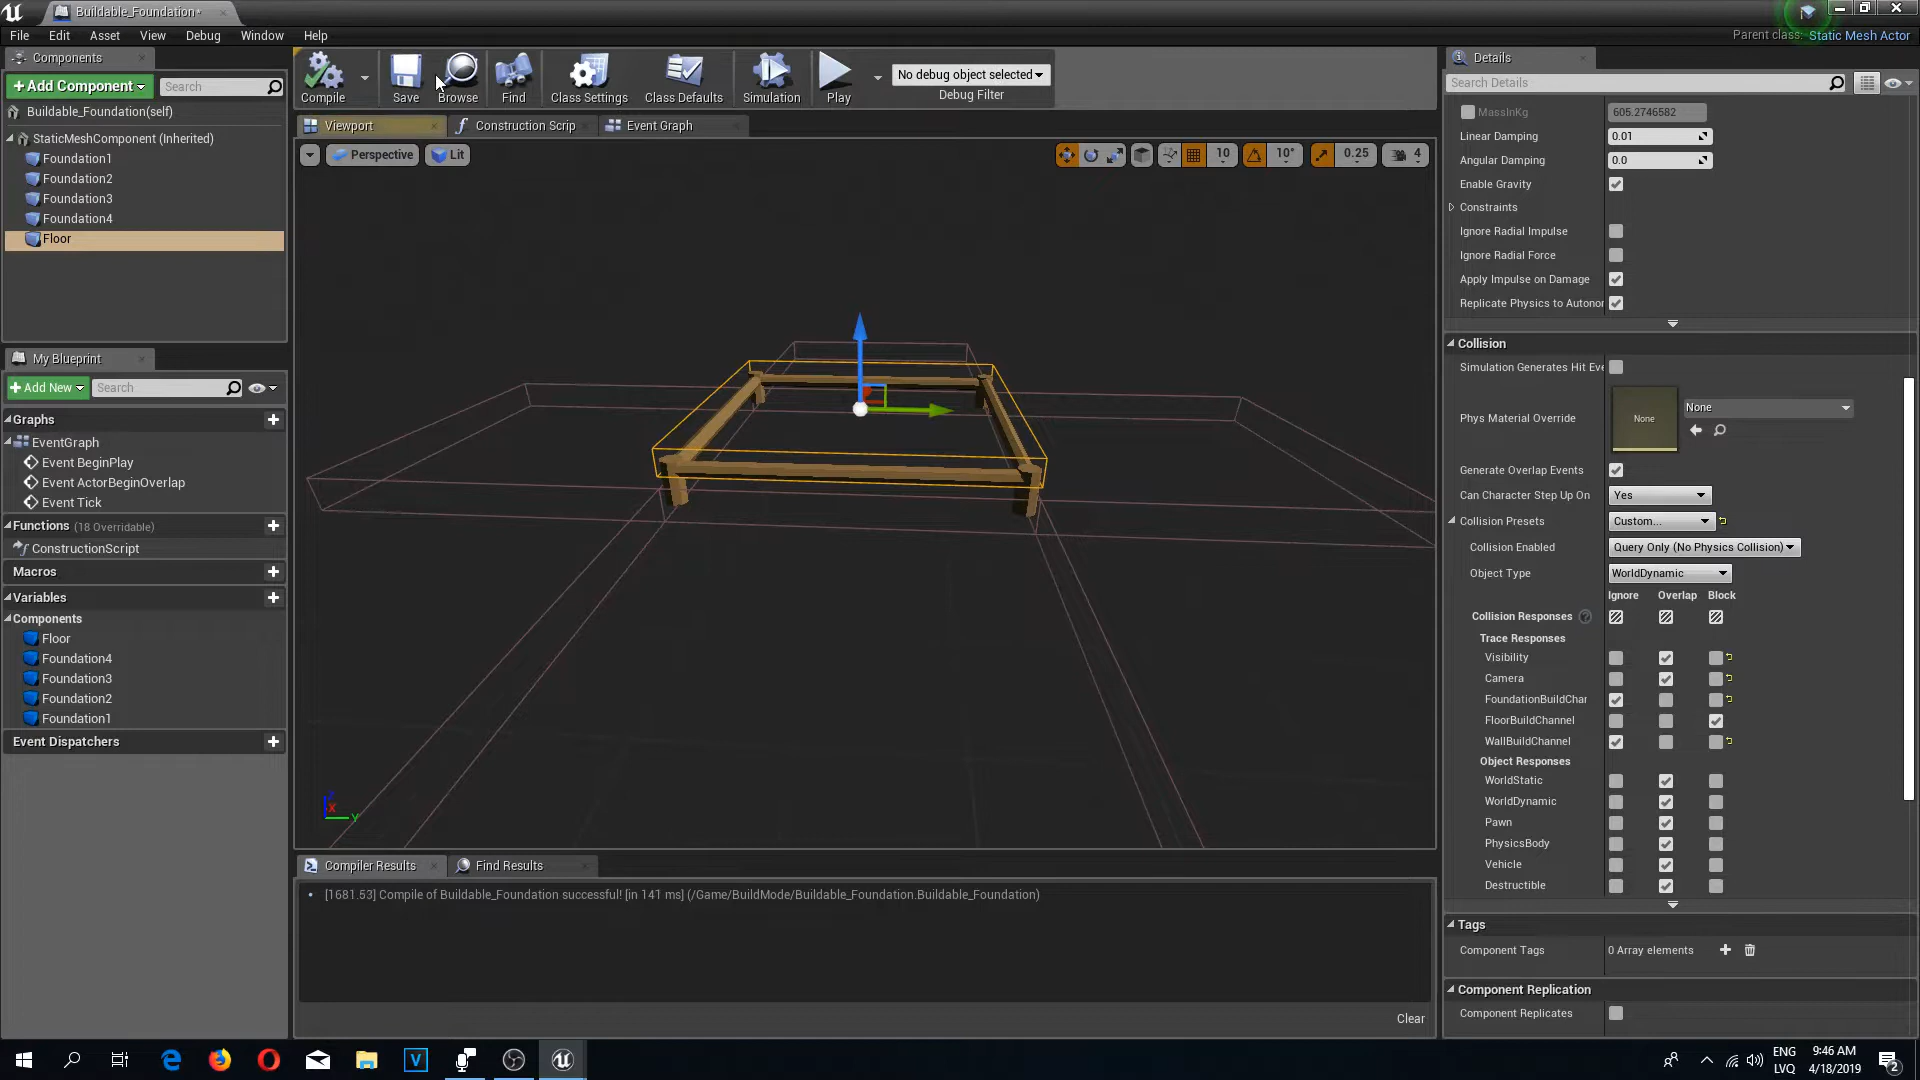 Buildable_Foundation*
File Edit Asset View Debug Window Help
Parent class: Static Mesh Actor
Components
+ Add Component
Search
Buildable_Foundation(self)
StaticMeshComponent (Inherited)
Foundation1
Foundation2
Foundation3
Foundation4
Floor
My Blueprint
+ Add New
Search
Graphs
EventGraph
Event BeginPlay
Event ActorBeginOverlap
Event Tick
Functions (18 Overridable)
ConstructionScript
Macros
Variables
Components
Floor
Foundation4
Foundation3
Foundation2
Foundation1
Event Dispatchers
Compile
Save
Browse
Find
Class Settings
Class Defaults
Simulation
Play
No debug object selected
Debug Filter
Viewport
Construction Scrip
Event Graph
Perspective
Lit
10
10°
0.25
4
Z
X
Y
Compiler Results
Find Results
[1681.53] Compile of Buildable_Foundation successful! [in 141 ms] (/Game/BuildMode/Buildable_Foundation.Buildable_Foundation)
Clear
Details
Search Details
MassInKg 605.2746582
Linear Damping 0.01
Angular Damping 0.0
Enable Gravity
Constraints
Ignore Radial Impulse
Ignore Radial Force
Apply Impulse on Damage
Replicate Physics to Autonor
Collision
Simulation Generates Hit Eve
Phys Material Override None None
Generate Overlap Events
Can Character Step Up On Yes
Collision Presets Custom...
Collision Enabled Query Only (No Physics Collision)
Object Type WorldDynamic
Ignore Overlap Block
Collision Responses
Trace Responses
Visibility
Camera
FoundationBuildChar
FloorBuildChannel
WallBuildChannel
Object Responses
WorldStatic
WorldDynamic
Pawn
PhysicsBody
Vehicle
Destructible
Tags
Component Tags 0 Array elements
Component Replication
Component Replicates
ENG
LVQ
9:46 AM
4/18/2019
2